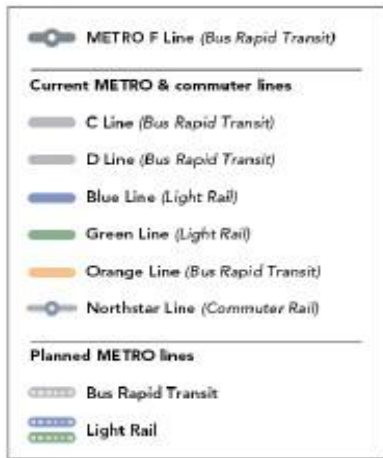 METRO F Line (Bus Rapid Transit)
Current METRO & commuter lines
C Line (Bus Rapid Transit)
D Line (Bus Rapid Transit)
Blue Line (Light Rail)
Green Line (Light Rail)
Orange Line (Bus Rapid Transit)
Northstar Line (Commuter Rail)
Planned METRO lines
Bus Rapid Transit
Light Rail